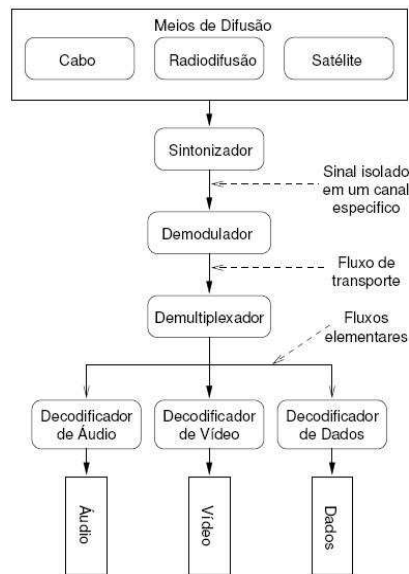 Meios de Difusão
Cabo
Radiodifusão
Satélite
Sintonizador
Sinal isolado
em um canal
especifico
Demodulador
Fluxo de
transporte
Demultiplexador
Fluxos
elementares
Decodificador
de Áudio
Decodificador
de Vídeo
Decodificador
de Dados
Áudio
Vídeo
Dados